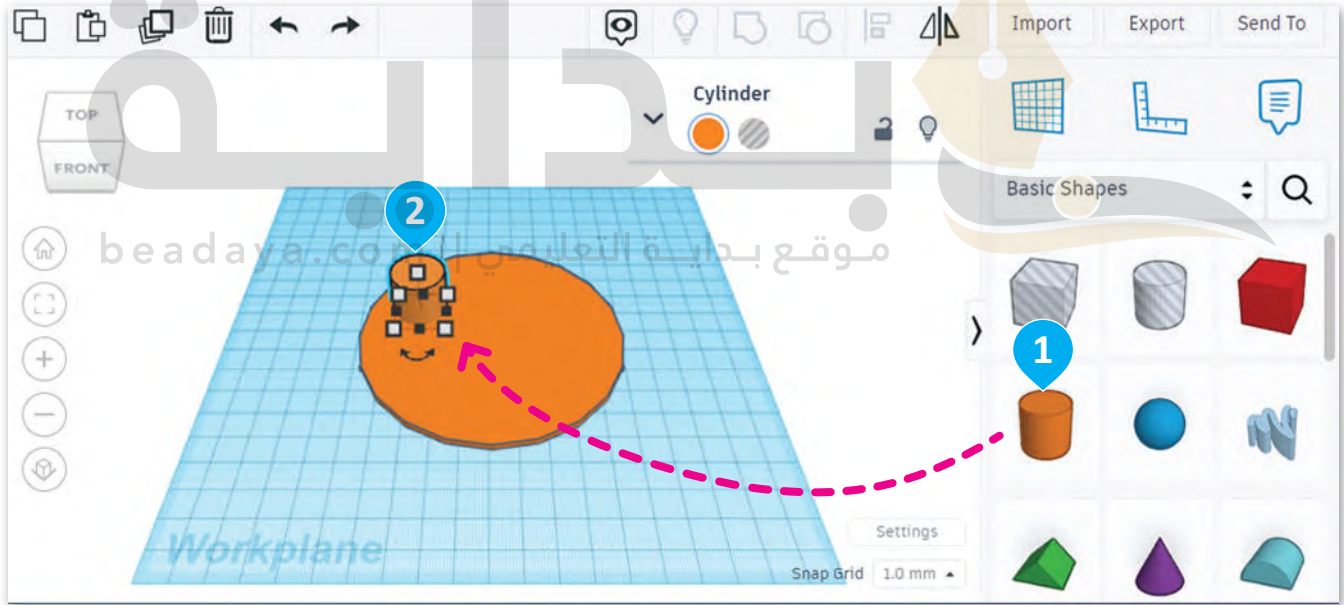 Import Export Send To
بداية
TOP
Cylinder
FRONT
Basic Shapes
2
beadaya.com | موقع بداية التعليمي
1
Workplane
Settings
Snap Grid 1.0 mm